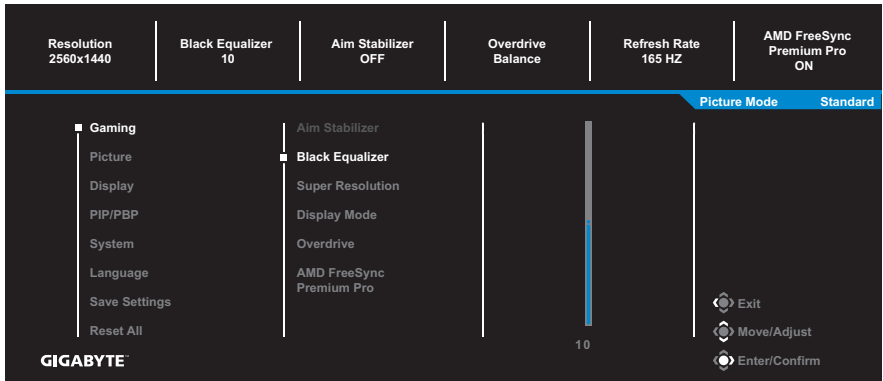 Resolution
2560x1440
Black Equalizer
10
Aim Stabilizer
OFF
Overdrive
Balance
Refresh Rate
165 HZ
AMD FreeSync
Premium Pro
ON
Picture Mode Standard
Gaming
Picture
Display
PIP/PBP
System
Language
Save Settings
Reset All
Aim Stabilizer
Black Equalizer
Super Resolution
Display Mode
Overdrive
AMD FreeSync
Premium Pro
10
Exit
Move/Adjust
Enter/Confirm
GIGABYTE™